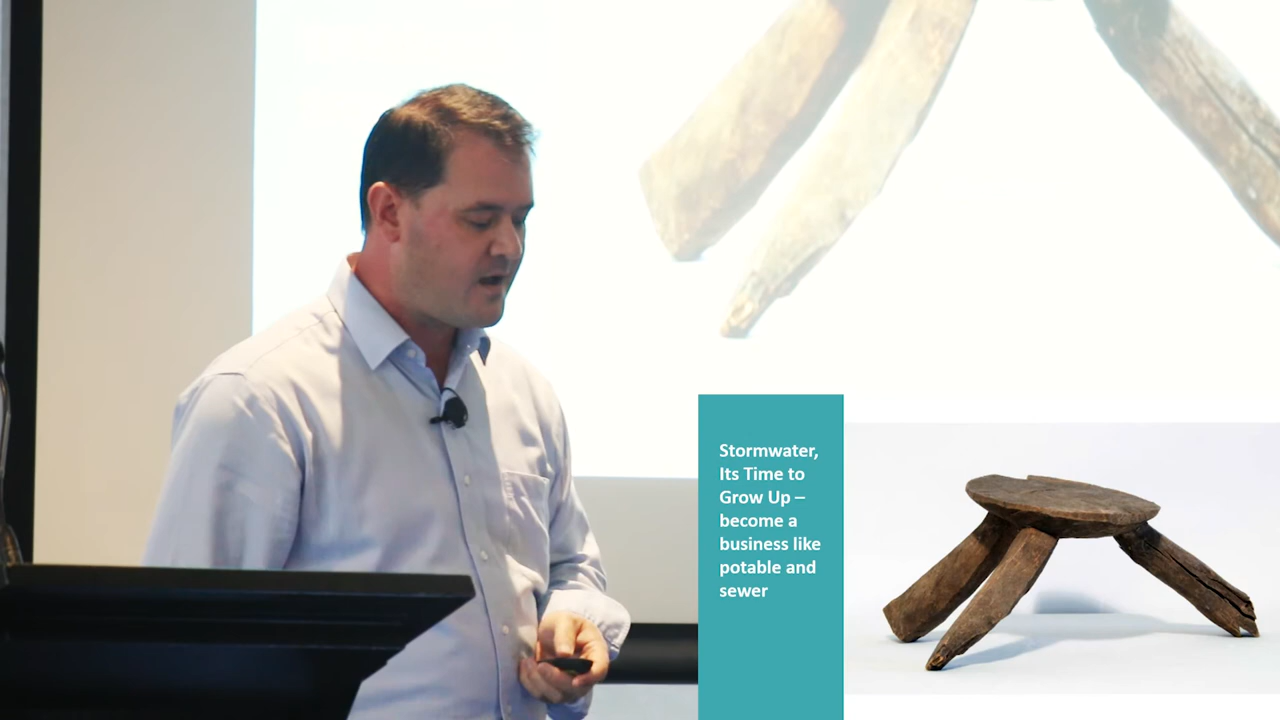 Stormwater,
Its Time to
Grow Up –
become a
business like
potable and
sewer